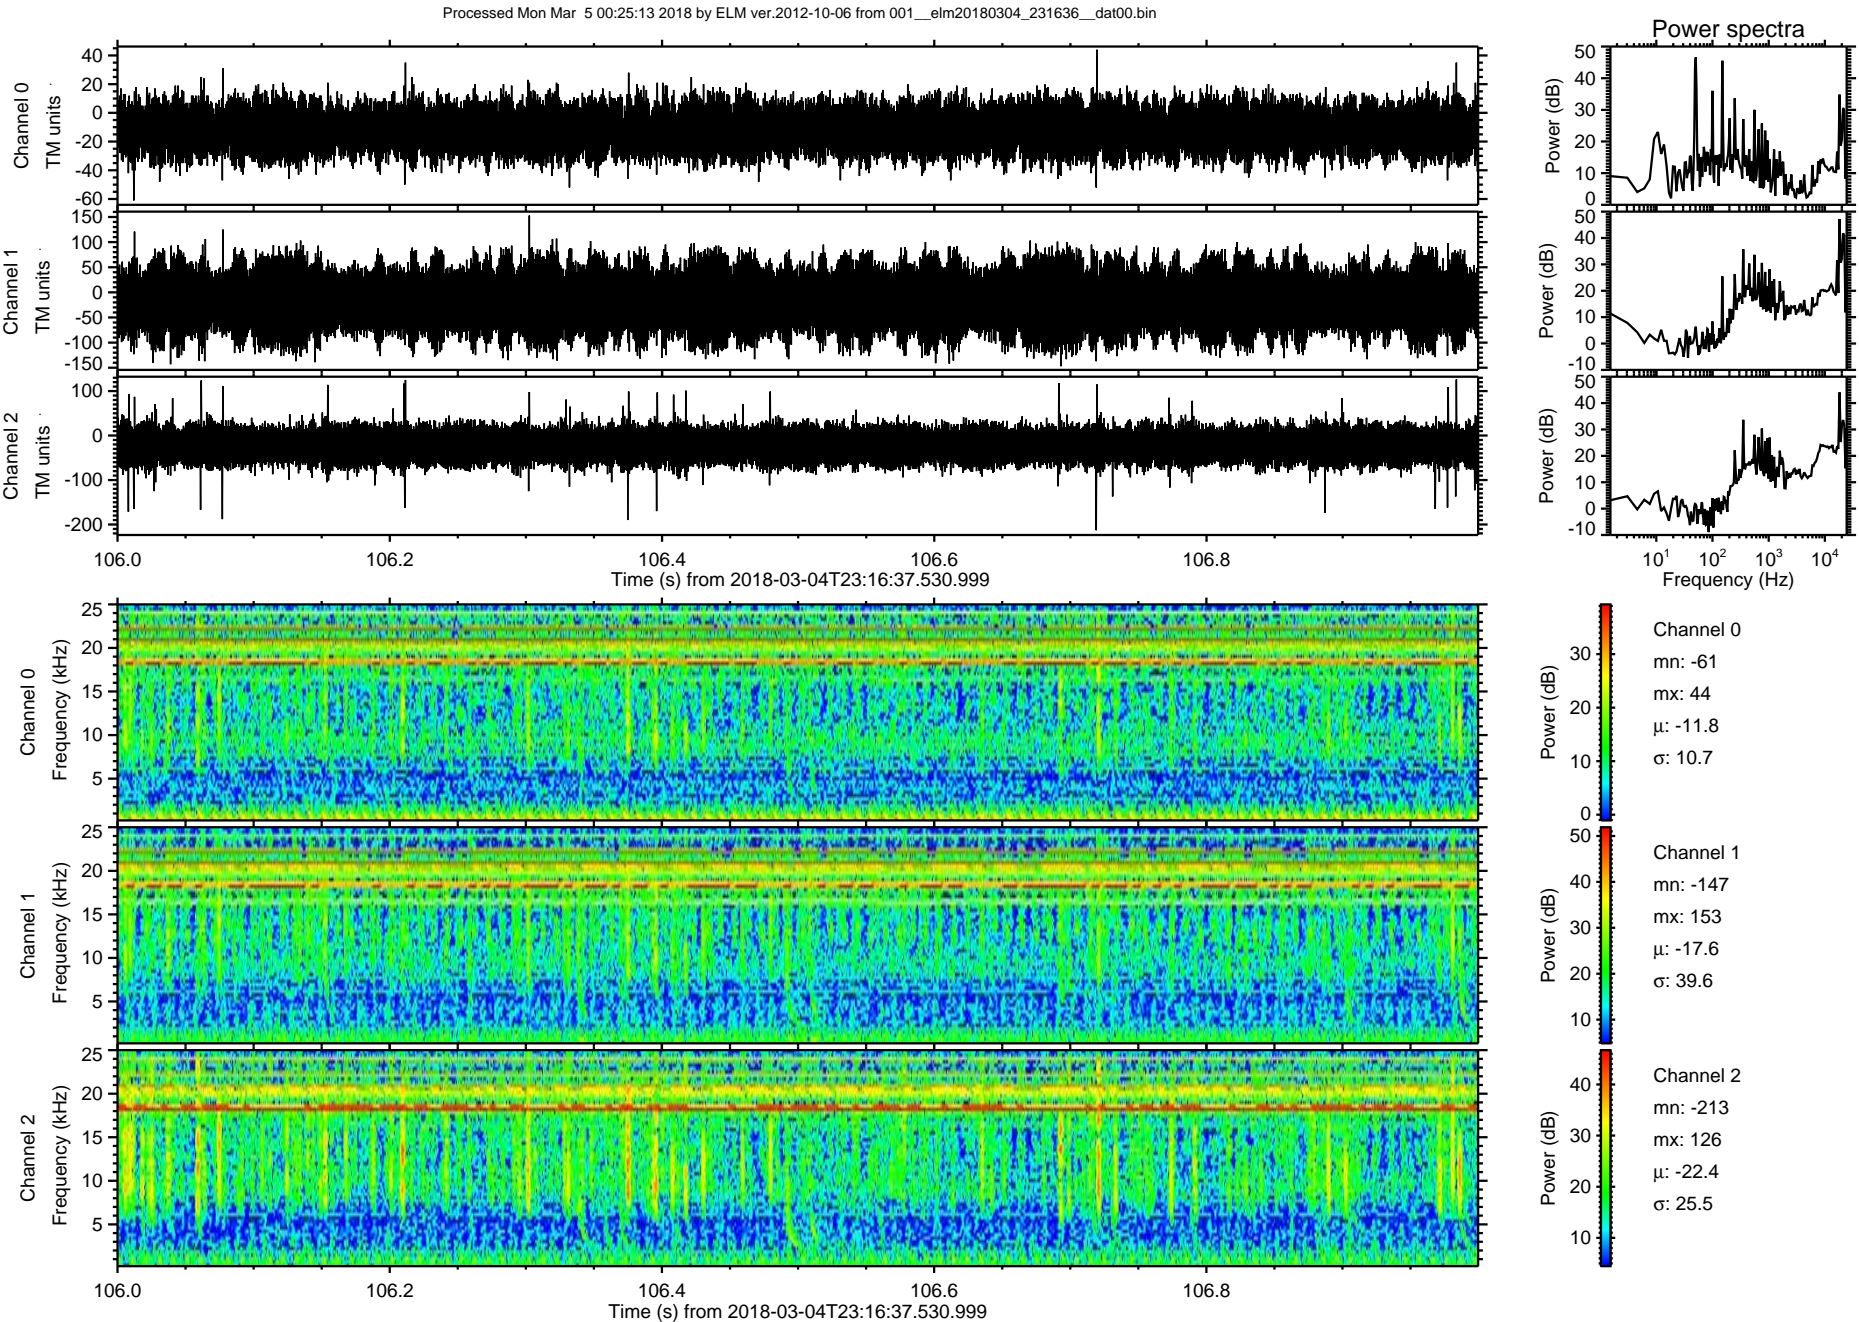 Processed Mon Mar  5 00:25:13 2018 by ELM ver.2012-10-06 from 001__elm20180304_231636__dat00.bin
Power spectra
Channel 0
TM units
40
20
0
-20
-40
-60
Power (dB)
50
40
30
20
10
0
Channel 1
TM units
150
100
50
0
-50
-100
-150
Power (dB)
50
40
30
20
10
0
-10
Channel 2
TM units
100
0
-100
-200
Power (dB)
50
40
30
20
10
0
-10
106.0 106.2 106.4 106.6 106.8
Time (s) from 2018-03-04T23:16:37.530.999
10¹ 10² 10³ 10⁴
Frequency (Hz)
Channel 0
Frequency (kHz)
25
20
15
10
5
Power (dB)
30
20
10
0
Channel 0
mn: -61
mx: 44
μ: -11.8
σ: 10.7
Channel 1
Frequency (kHz)
25
20
15
10
5
Power (dB)
50
40
30
20
10
Channel 1
mn: -147
mx: 153
μ: -17.6
σ: 39.6
Channel 2
Frequency (kHz)
25
20
15
10
5
Power (dB)
40
30
20
10
Channel 2
mn: -213
mx: 126
μ: -22.4
σ: 25.5
106.0 106.2 106.4 106.6 106.8
Time (s) from 2018-03-04T23:16:37.530.999